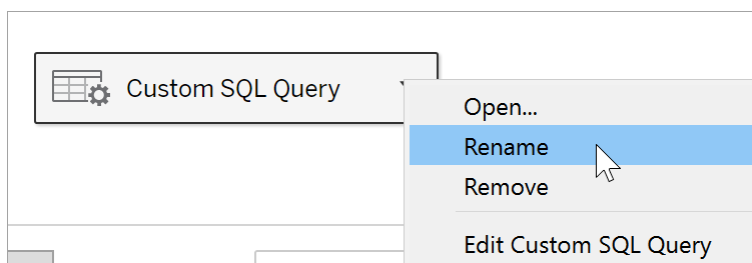 Custom SQL Query
Open...
Rename
Remove
Edit Custom SQL Query